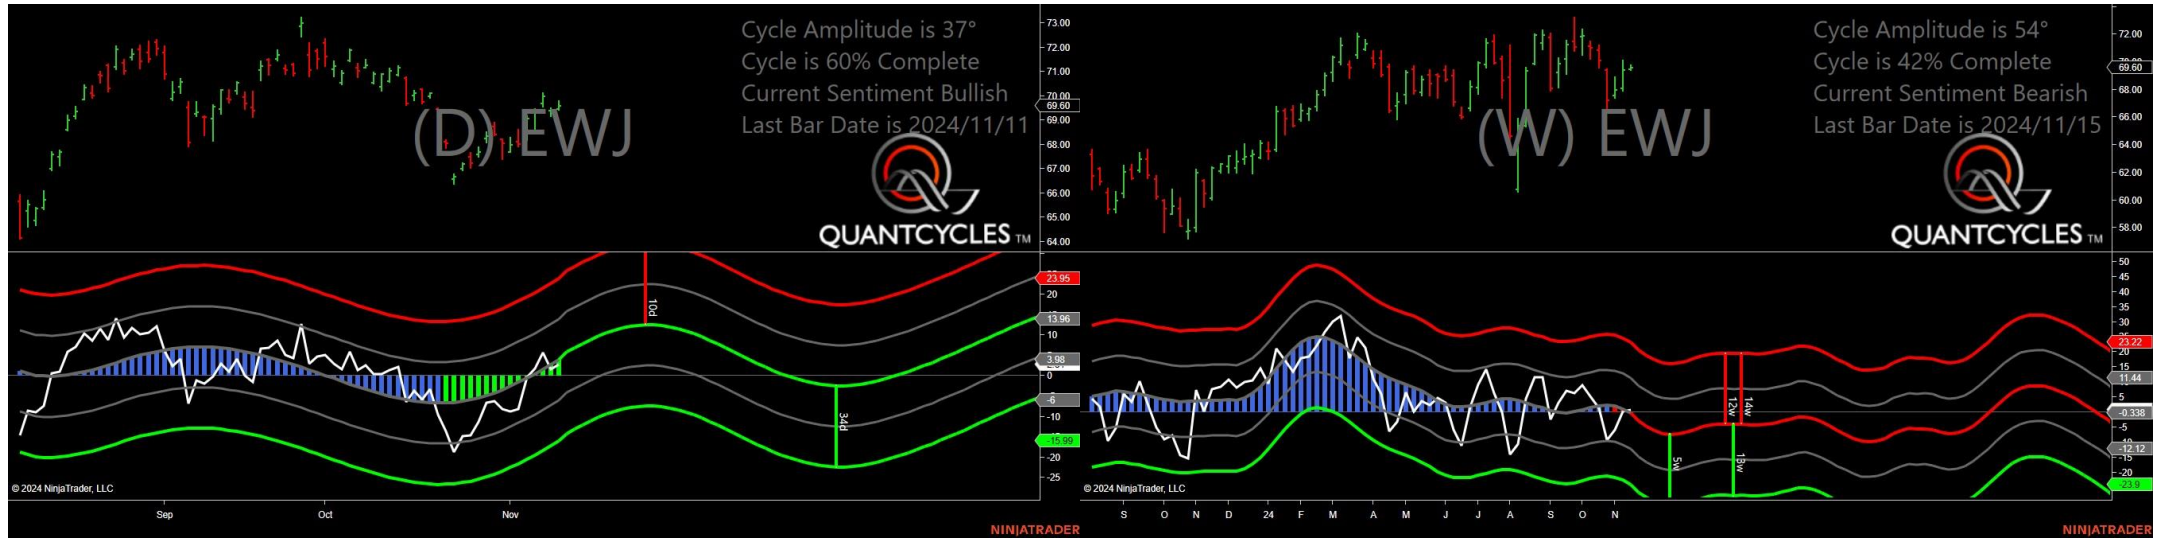 Cycle Amplitude is 37°
Cycle is 60% Complete
Current Sentiment Bullish
Last Bar Date is 2024/11/11
(D) EWJ
QUANTCYCLES TM
73.00
72.00
71.00
70.00
69.60
69.00
68.00
67.00
66.00
65.00
64.00
23.95
20
13.96
10
3.98
0
-6
-10
-15.99
-20
-25
10d
34d
© 2024 NinjaTrader, LLC
Sep
Oct
Nov
NINJATRADER
Cycle Amplitude is 54°
Cycle is 42% Complete
Current Sentiment Bearish
Last Bar Date is 2024/11/15
(W) EWJ
QUANTCYCLES TM
72.00
69.60
68.00
66.00
64.00
62.00
60.00
58.00
50
45
40
35
30
25
23.22
20
15
11.44
5
-0.338
-5
-12.12
-15
-20
-23.9
12w
14w
5w
13w
© 2024 NinjaTrader, LLC
S
O
N
D
24
F
M
A
M
J
J
A
S
O
N
NINJATRADER